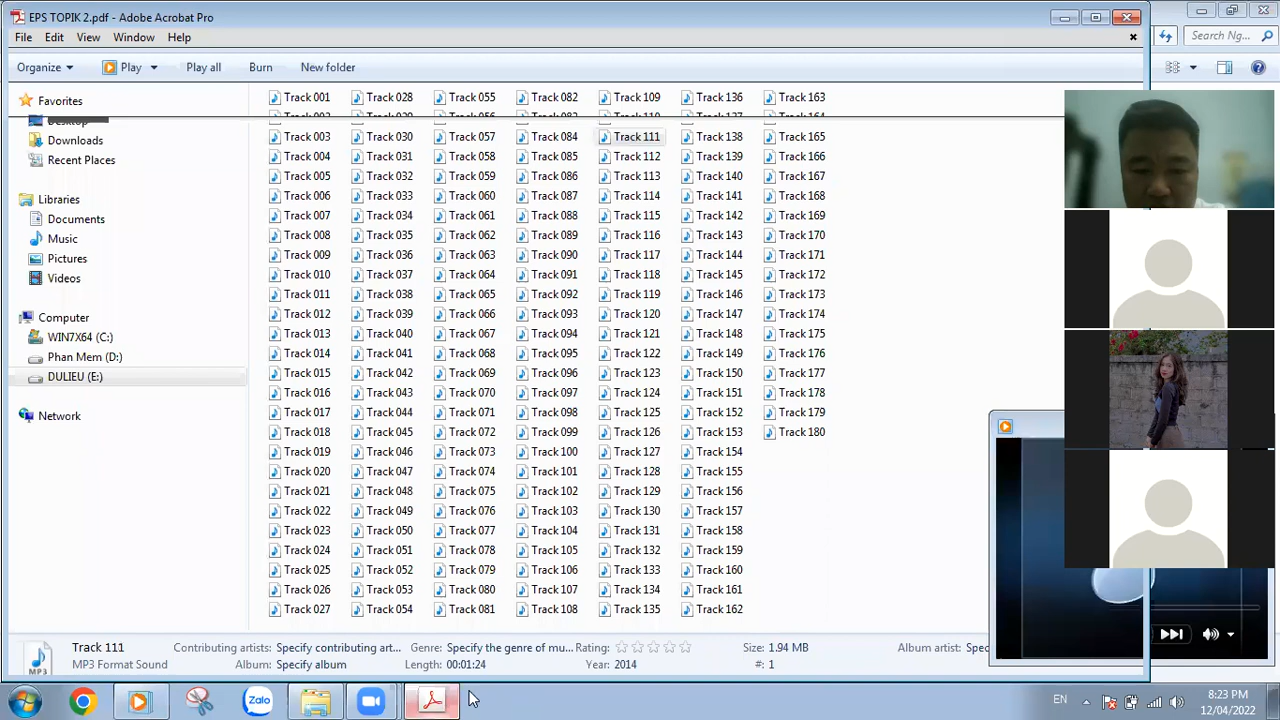 EPS TOPIK 2.pdf - Adobe Acrobat Pro
File Edit View Window Help
Search Ng...
Organize Play Play all Burn New folder
Favorites
Desktop
Downloads
Recent Places
Libraries
Documents
Music
Pictures
Videos
Computer
WIN7X64 (C:)
Phan Mem (D:)
DULIEU (E:)
Network
Track 001 Track 028 Track 055 Track 082 Track 109 Track 136 Track 163
Track 003 Track 030 Track 057 Track 084 Track 111 Track 138 Track 165
Track 004 Track 031 Track 058 Track 085 Track 112 Track 139 Track 166
Track 005 Track 032 Track 059 Track 086 Track 113 Track 140 Track 167
Track 006 Track 033 Track 060 Track 087 Track 114 Track 141 Track 168
Track 007 Track 034 Track 061 Track 088 Track 115 Track 142 Track 169
Track 008 Track 035 Track 062 Track 089 Track 116 Track 143 Track 170
Track 009 Track 036 Track 063 Track 090 Track 117 Track 144 Track 171
Track 010 Track 037 Track 064 Track 091 Track 118 Track 145 Track 172
Track 011 Track 038 Track 065 Track 092 Track 119 Track 146 Track 173
Track 012 Track 039 Track 066 Track 093 Track 120 Track 147 Track 174
Track 013 Track 040 Track 067 Track 094 Track 121 Track 148 Track 175
Track 014 Track 041 Track 068 Track 095 Track 122 Track 149 Track 176
Track 015 Track 042 Track 069 Track 096 Track 123 Track 150 Track 177
Track 016 Track 043 Track 070 Track 097 Track 124 Track 151 Track 178
Track 017 Track 044 Track 071 Track 098 Track 125 Track 152 Track 179
Track 018 Track 045 Track 072 Track 099 Track 126 Track 153 Track 180
Track 019 Track 046 Track 073 Track 100 Track 127 Track 154
Track 020 Track 047 Track 074 Track 101 Track 128 Track 155
Track 021 Track 048 Track 075 Track 102 Track 129 Track 156
Track 022 Track 049 Track 076 Track 103 Track 130 Track 157
Track 023 Track 050 Track 077 Track 104 Track 131 Track 158
Track 024 Track 051 Track 078 Track 105 Track 132 Track 159
Track 025 Track 052 Track 079 Track 106 Track 133 Track 160
Track 026 Track 053 Track 080 Track 107 Track 134 Track 161
Track 027 Track 054 Track 081 Track 108 Track 135 Track 162
Track 111 Contributing artists: Specify contributing art... Genre: Specify the genre of mu... Rating: Size: 1.94 MB Album artist: Spec
MP3 Format Sound Album: Specify album Length: 00:01:24 Year: 2014 #: 1
MP3
Zalo
EN
8:23 PM
12/04/2022